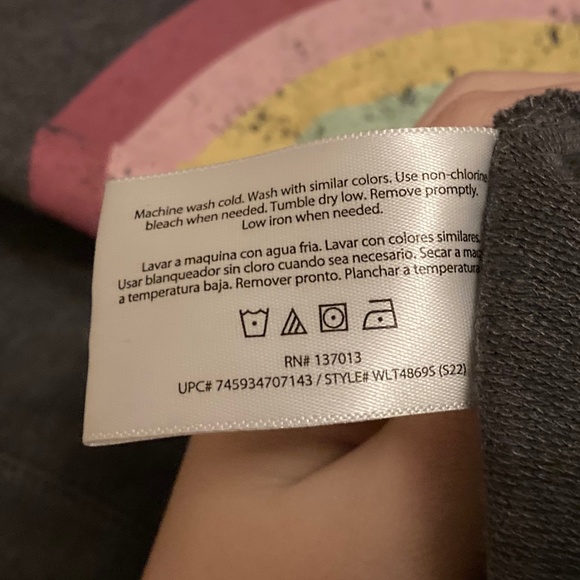 Machine wash cold. Wash with similar colors. Use non-chlorine
bleach when needed. Tumble dry low. Remove promptly.
Low iron when needed.
Lavar a maquina con agua fria. Lavar con colores similares.
Usar blanqueador sin cloro cuando sea necesario. Secar a
a temperatura baja. Remover pronto. Planchar a temperatura
RN# 137013
UPC# 745934707143 / STYLE# WLT4869S (S22)